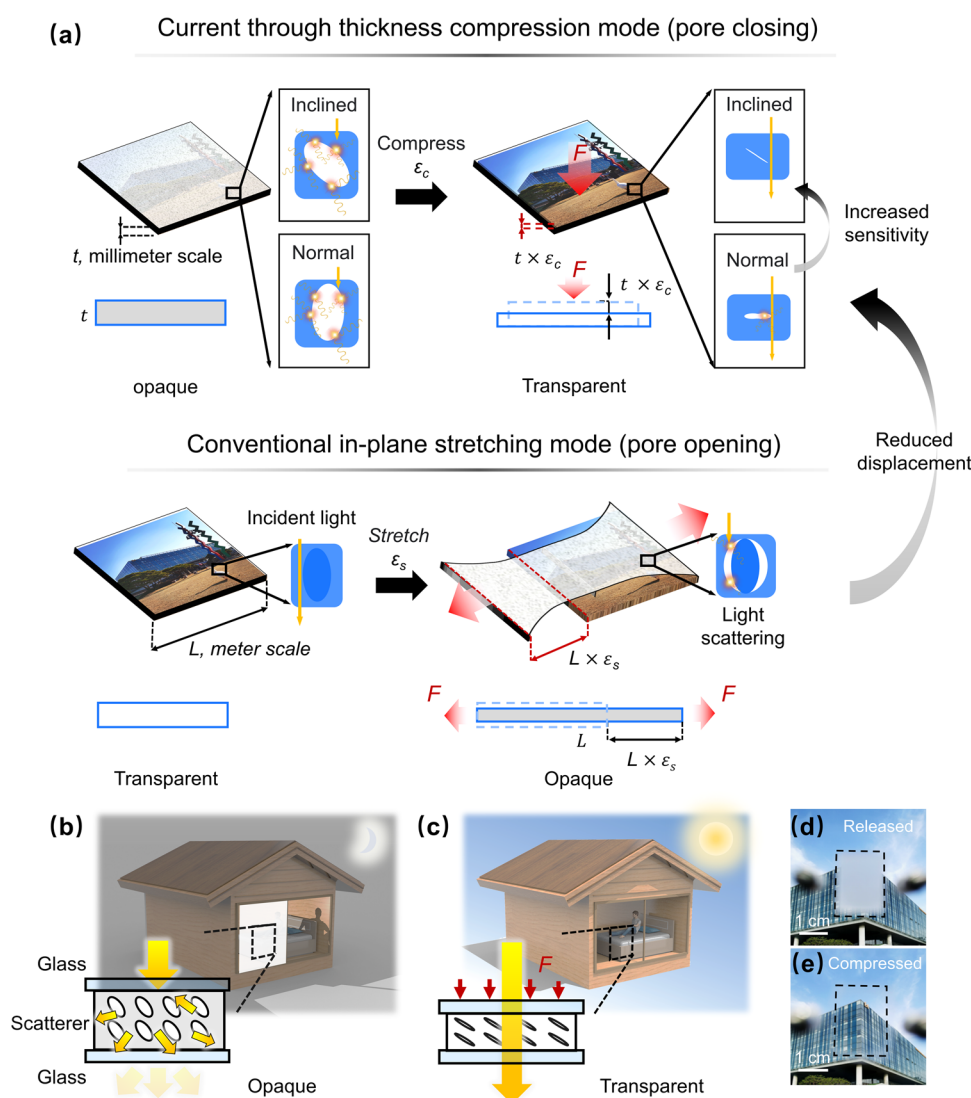 (a)
Current through thickness compression mode (pore closing)
Inclined
Normal
t, millimeter scale
t
opaque
Compress
εc
F
t × εc
F
t × εc
Transparent
Inclined
Normal
Increased
sensitivity
Reduced
displacement
Conventional in-plane stretching mode (pore opening)
Incident light
L, meter scale
Transparent
Stretch
εs
L × εs
Light
scattering
F
F
L
L × εs
Opaque
(b)
Glass
Scatterer
Glass
Opaque
(c)
F
Transparent
(d)
Released
1 cm
(e)
Compressed
1 cm